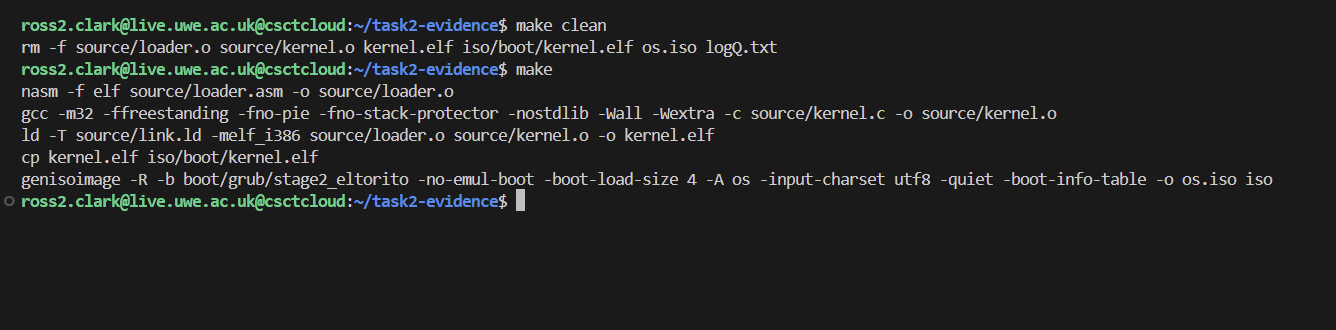 ross2.clark@live.uwe.ac.uk@csctcloud:~/task2-evidence$ make clean
rm -f source/loader.o source/kernel.o kernel.elf iso/boot/kernel.elf os.iso logQ.txt
ross2.clark@live.uwe.ac.uk@csctcloud:~/task2-evidence$ make
nasm -f elf source/loader.asm -o source/loader.o
gcc -m32 -ffreestanding -fno-pie -fno-stack-protector -nostdlib -Wall -Wextra -c source/kernel.c -o source/kernel.o
ld -T source/link.ld -melf_i386 source/loader.o source/kernel.o -o kernel.elf
cp kernel.elf iso/boot/kernel.elf
genisoimage -R -b boot/grub/stage2_eltorito -no-emul-boot -boot-load-size 4 -A os -input-charset utf8 -quiet -boot-info-table -o os.iso iso
ross2.clark@live.uwe.ac.uk@csctcloud:~/task2-evidence$